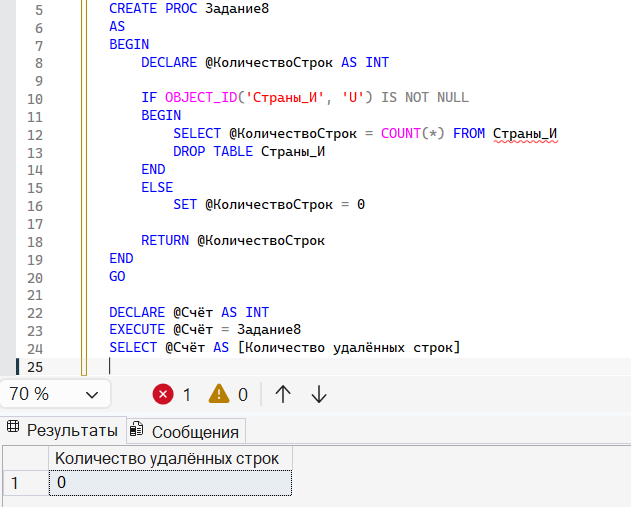 5 CREATE PROC Задание8
6 AS
7 BEGIN
8 DECLARE @КоличествоСтрок AS INT
9
10 IF OBJECT_ID('Страны_И', 'U') IS NOT NULL
11 BEGIN
12 SELECT @КоличествоСтрок = COUNT(*) FROM Страны_И
13 DROP TABLE Страны_И
14 END
15 ELSE
16 SET @КоличествоСтрок = 0
17
18 RETURN @КоличествоСтрок
19 END
20 GO
21
22 DECLARE @Счёт AS INT
23 EXECUTE @Счёт = Задание8
24 SELECT @Счёт AS [Количество удалённых строк]
25
70 % 1 0
Результаты Сообщения
Количество удалённых строк
1 0